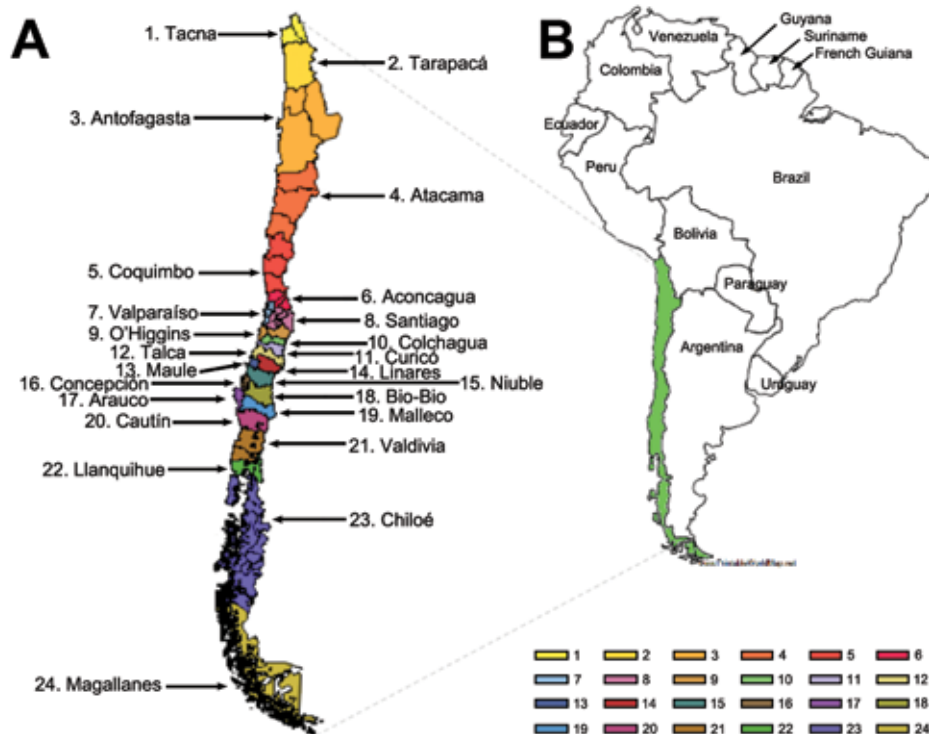 A
1. Tacna
2. Tarapacá
3. Antofagasta
4. Atacama
5. Coquimbo
6. Aconcagua
7. Valparaíso
8. Santiago
9. O'Higgins
10. Colchagua
11. Curicó
12. Talca
13. Maule
14. Linares
15. Niuble
16. Concepción
17. Arauco
18. Bio-Bio
19. Malleco
20. Cautín
21. Valdivia
22. Llanquihue
23. Chiloé
24. Magallanes
B
Guyana
Suriname
French Guiana
Venezuela
Colombia
Ecuador
Peru
Brazil
Bolivia
Paraguay
Argentina
Uruguay
1 2 3 4 5 6
7 8 9 10 11 12
13 14 15 16 17 18
19 20 21 22 23 24